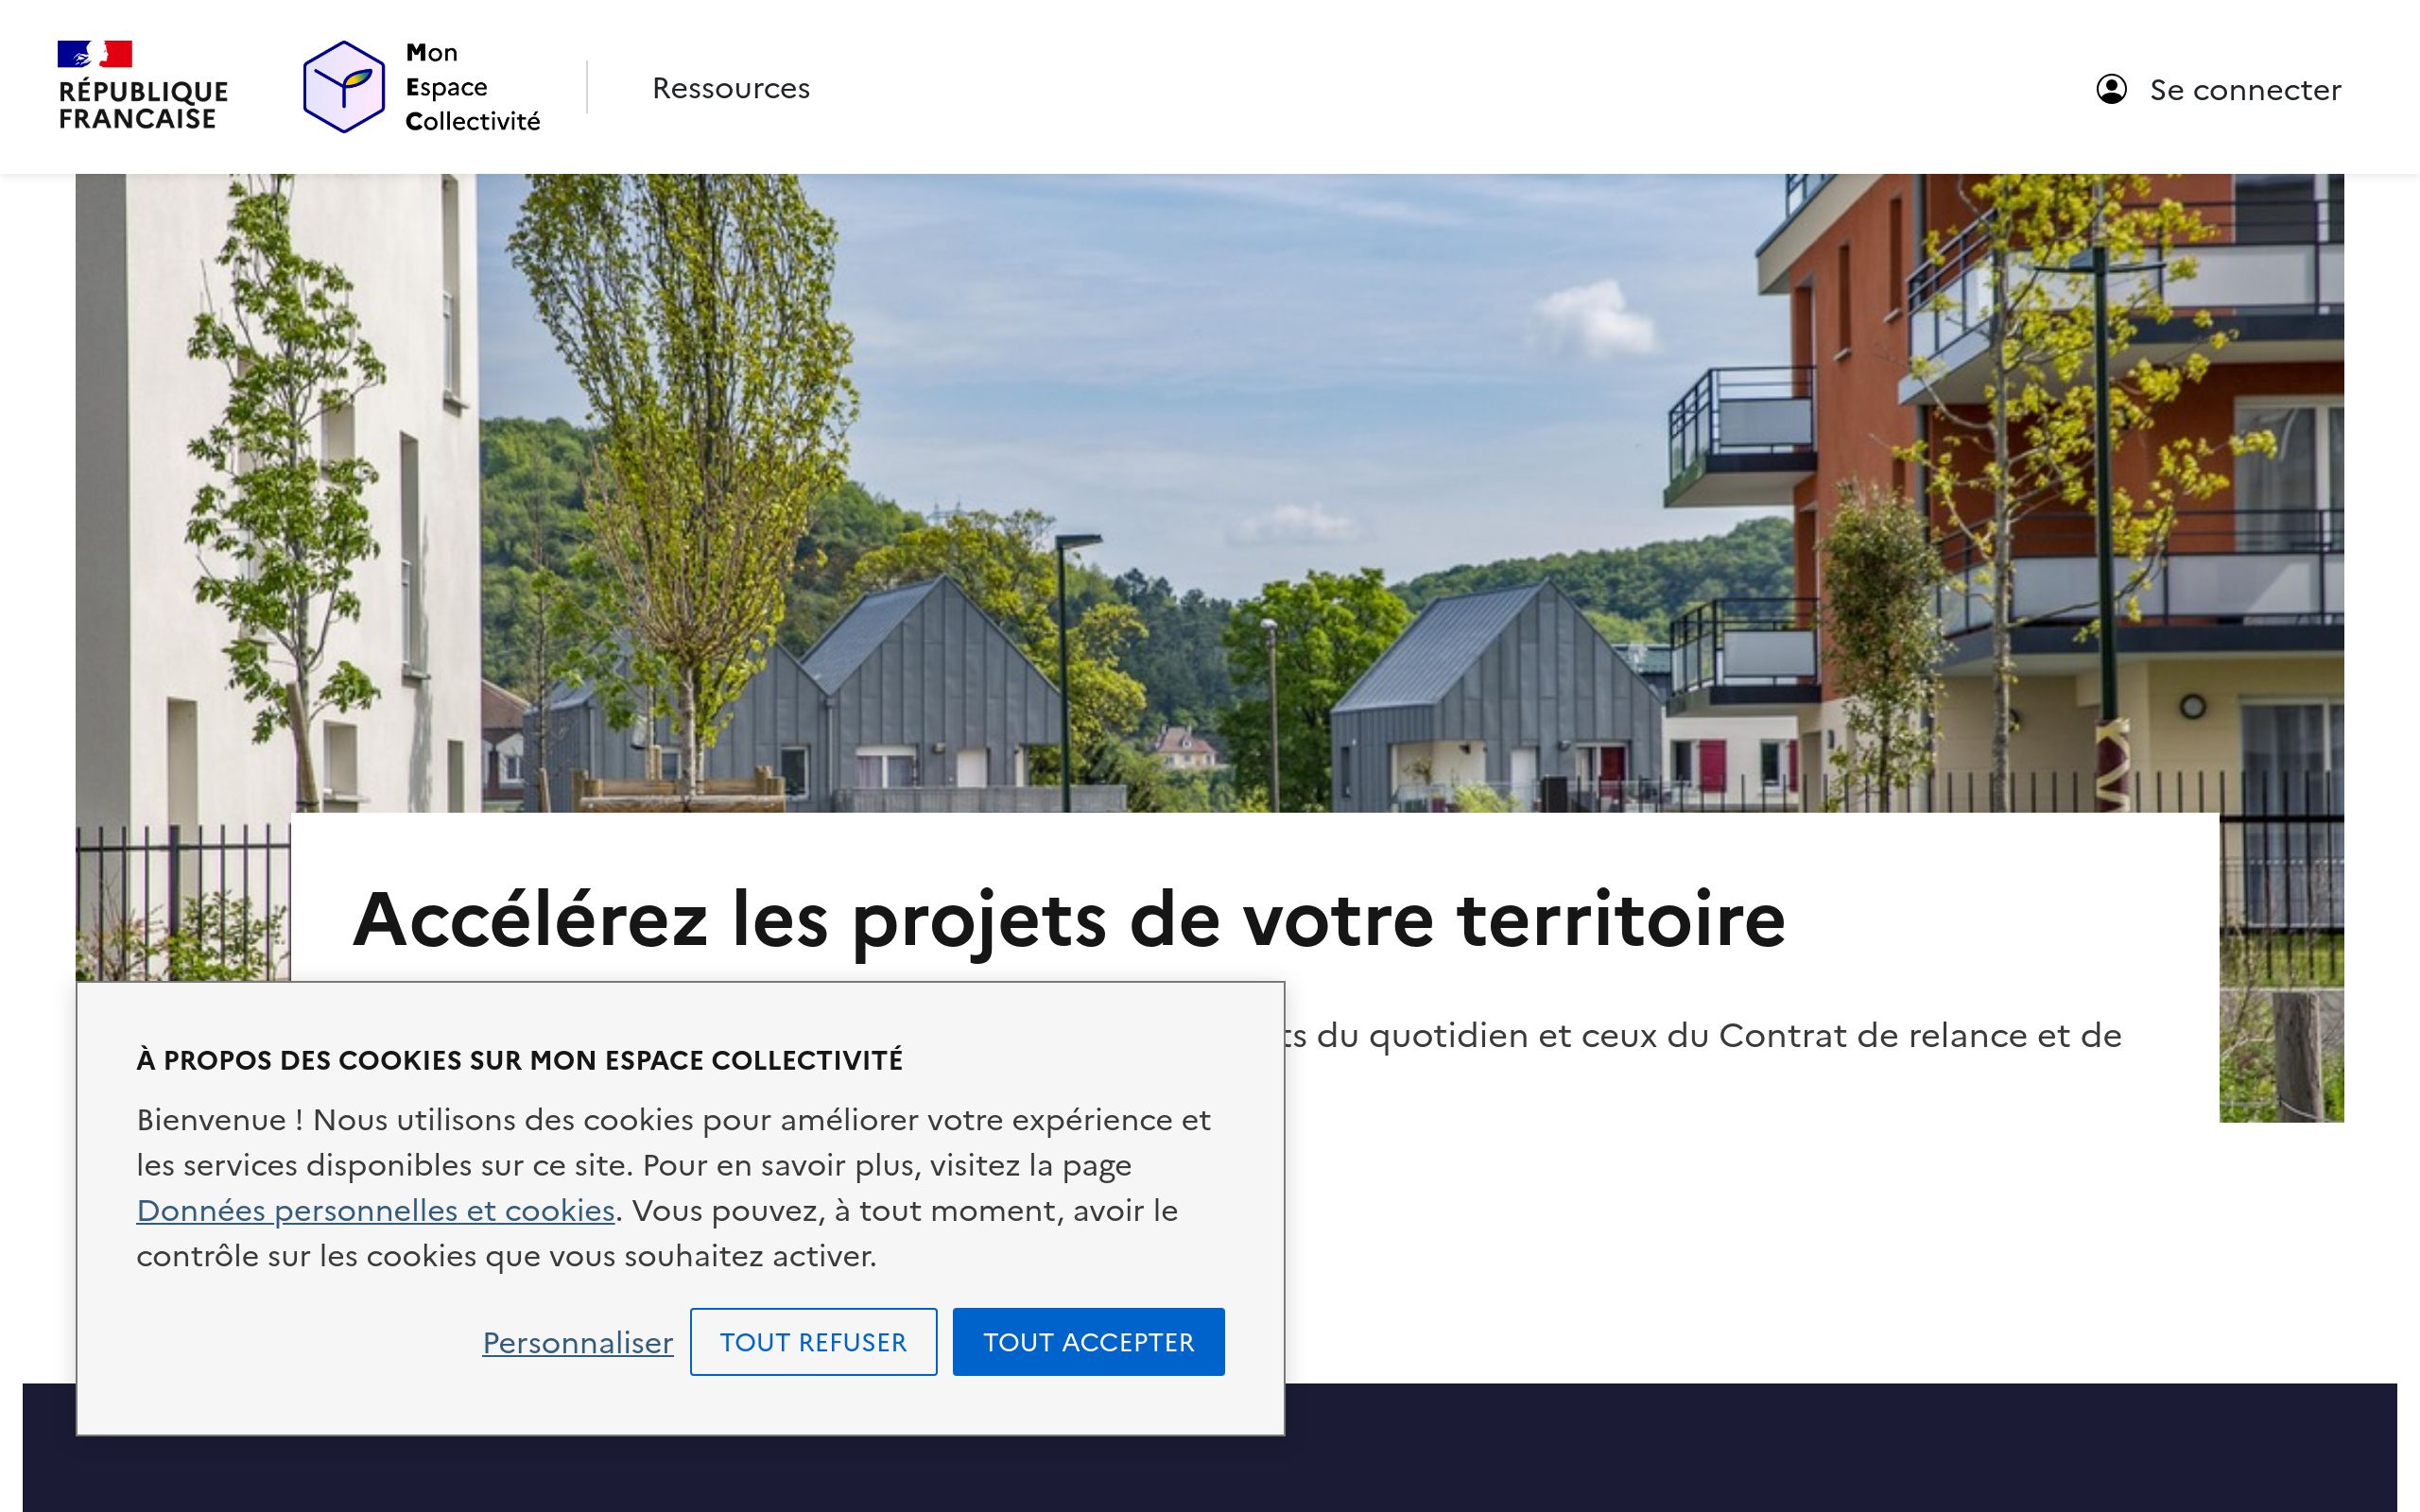 RÉPUBLIQUE
FRANCAISE
Mon
Espace
Collectivité
Ressources
Se connecter
Accélérez les projets de votre territoire
du quotidien et ceux du Contrat de relance et de
À PROPOS DES COOKIES SUR MON ESPACE COLLECTIVITÉ
Bienvenue ! Nous utilisons des cookies pour améliorer votre expérience et
les services disponibles sur ce site. Pour en savoir plus, visitez la page
Données personnelles et cookies. Vous pouvez, à tout moment, avoir le
contrôle sur les cookies que vous souhaitez activer.
Personnaliser
TOUT REFUSER
TOUT ACCEPTER